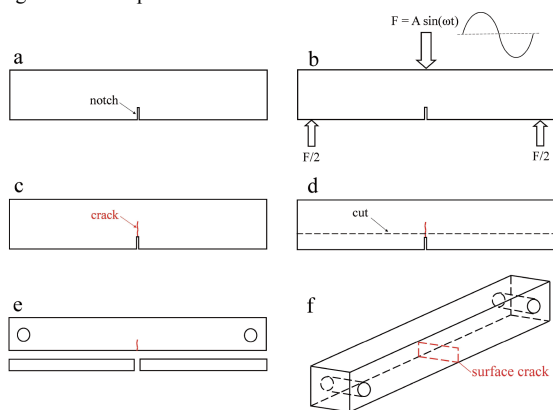 a
notch
b
F = A sin(ωt)
F/2
F/2
c
crack
d
cut
e
f
surface crack